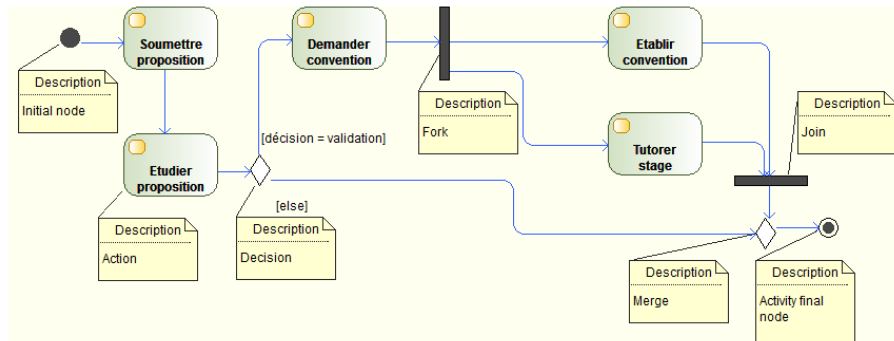 Soumettre
proposition
Demander
convention
Etablir
convention
Description
Initial node
Description
Fork
Description
Join
[décision = validation]
Etudier
proposition
Tutorer
stage
[else]
Description
Action
Description
Decision
Description
Merge
Description
Activity final
node